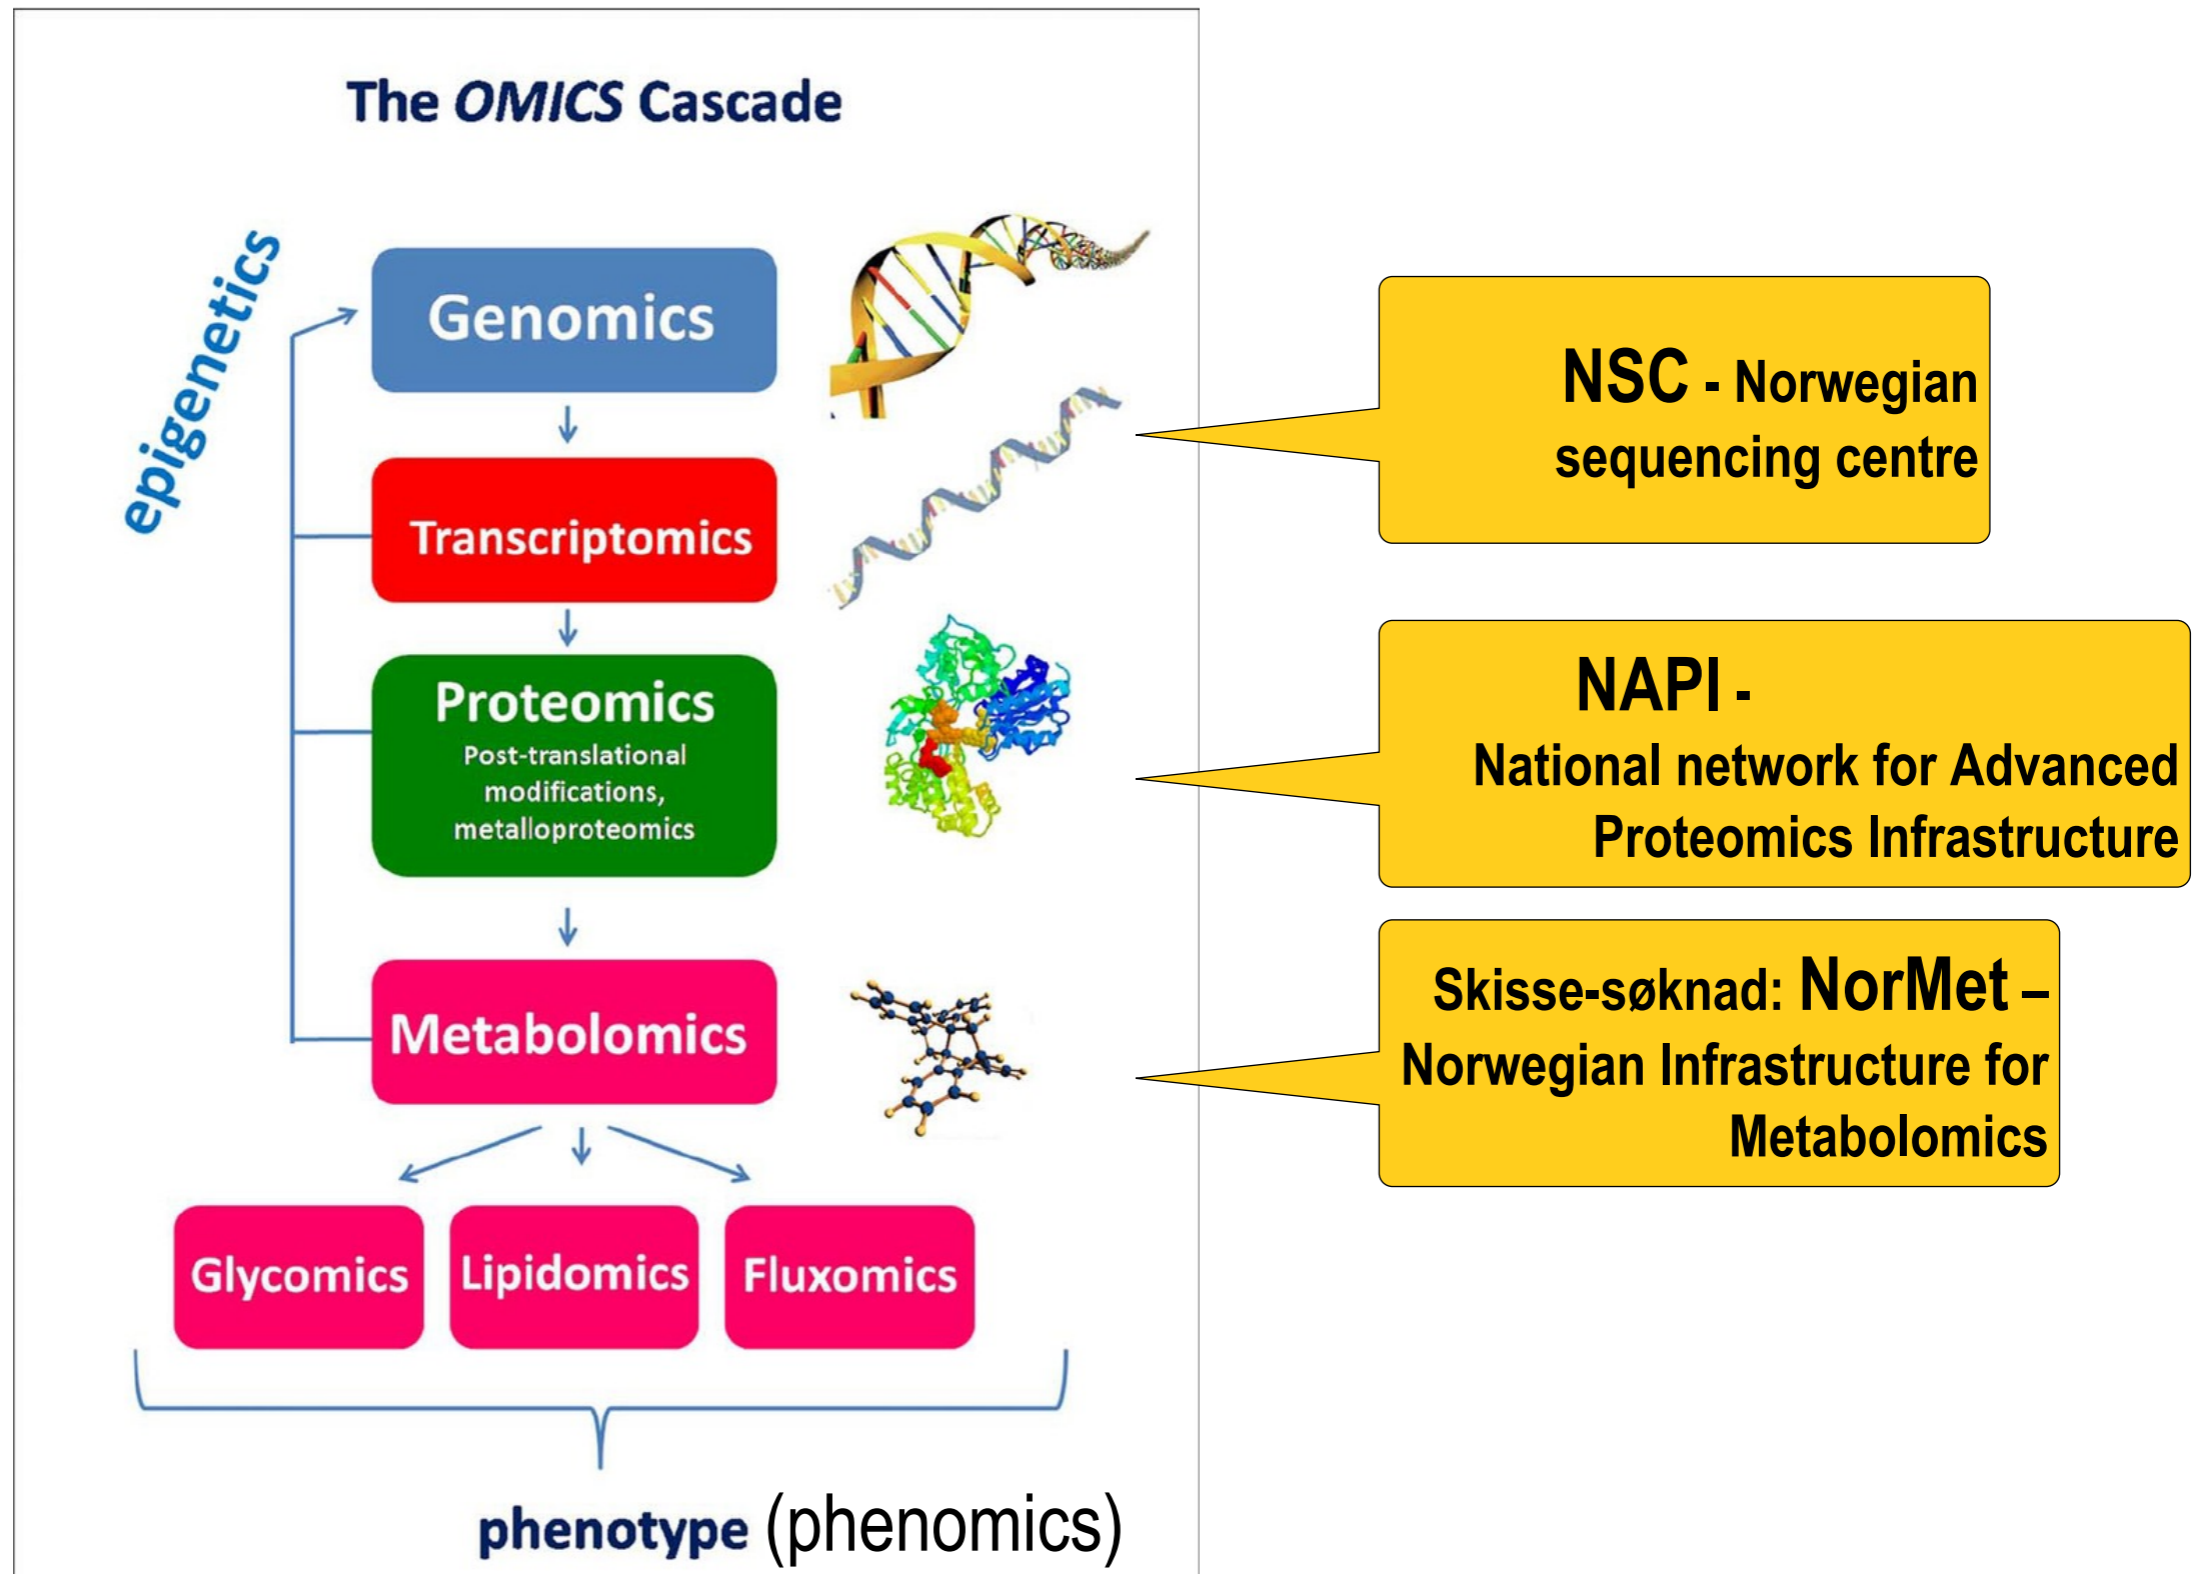 The OMICS Cascade
epigenetics
Genomics
Transcriptomics
Proteomics
Post-translational
modifications,
metalloproteomics
Metabolomics
Glycomics
Lipidomics
Fluxomics
phenotype (phenomics)
NSC - Norwegian
sequencing centre
NAPI -
National network for Advanced
Proteomics Infrastructure
Skisse-søknad: NorMet –
Norwegian Infrastructure for
Metabolomics